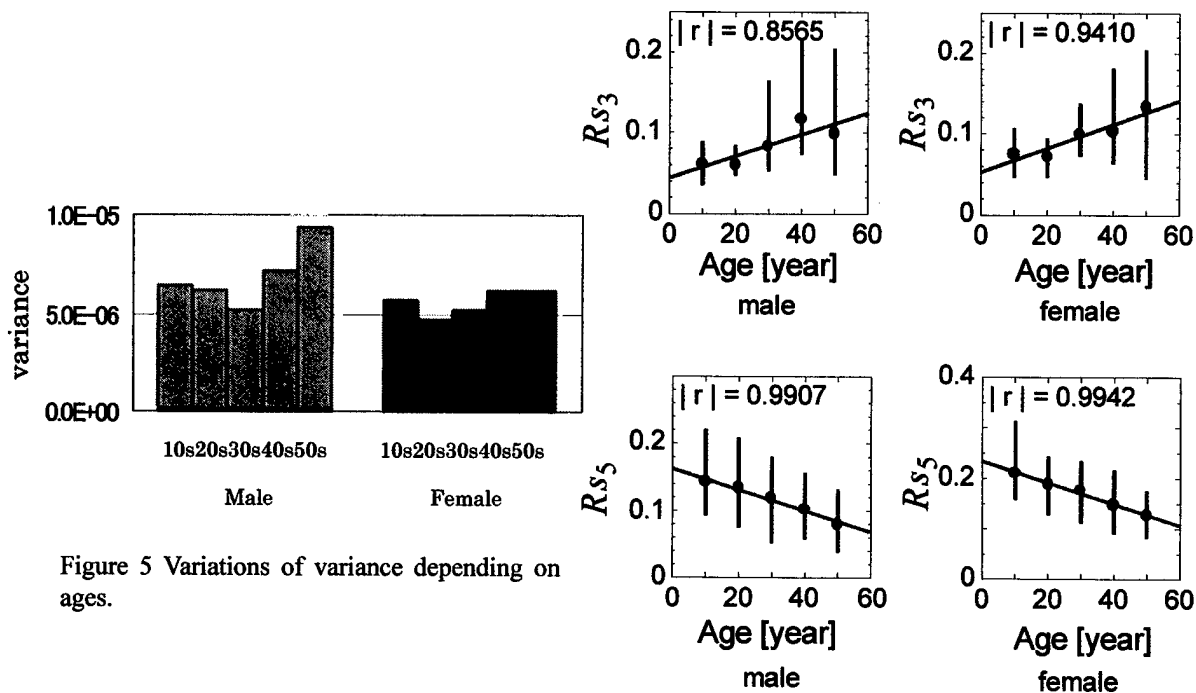 1.0E-05
5.0E-06
0.0E+00
variance
10s20s30s40s50s
10s20s30s40s50s
Male
Female
Figure 5 Variations of variance depending on
ages.
| r | = 0.8565
0.2
0.1
0
Rs3
0 20 40 60
Age [year]
male
| r | = 0.9410
0.2
0.1
0
Rs3
0 20 40 60
Age [year]
female
| r | = 0.9907
0.2
0.1
0
Rs5
0 20 40 60
Age [year]
male
0.4
| r | = 0.9942
0.2
0
Rs5
0 20 40 60
Age [year]
female